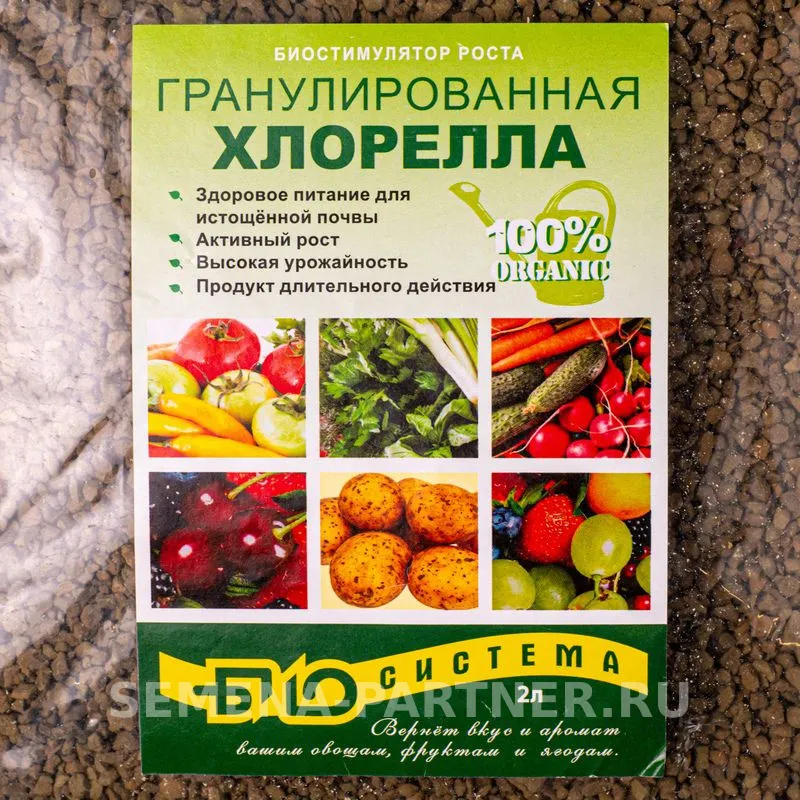 БИОСТИМУЛЯТОР РОСТА
ГРАНУЛИРОВАННАЯ
ХЛОРЕЛЛА
Здоровое питание для
истощённой почвы
Активный рост
Высокая урожайность
Продукт длительного действия
100%
ORGANIC
БИО СИСТЕМА
2л
SEMENA-PARTNER.RU
Вернёт вкус и аромат
вашим овощам, фруктам и ягодам.